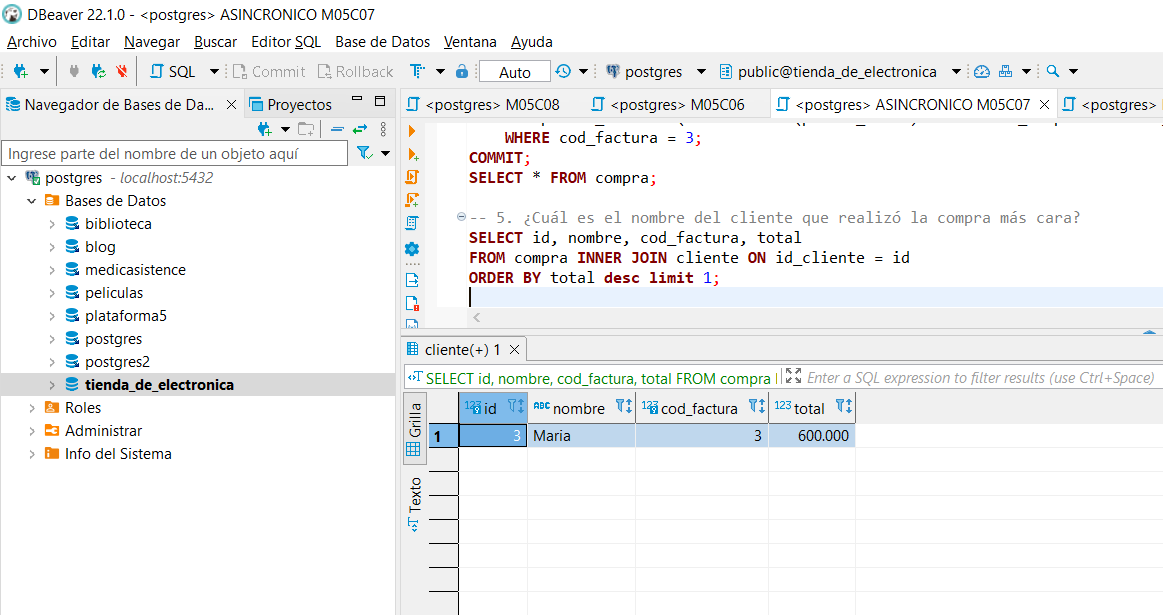 DBeaver 22.1.0 - <postgres> ASINCRONICO M05C07
Archivo Editar Navegar Buscar Editor SQL Base de Datos Ventana Ayuda
SQL Commit Rollback Auto postgres public@tienda_de_electronica
Navegador de Bases de Da... Proyectos
Ingrese parte del nombre de un objeto aquí
postgres - localhost:5432
Bases de Datos
biblioteca
blog
medicasistence
peliculas
plataforma5
postgres
postgres2
tienda_de_electronica
Roles
Administrar
Info del Sistema
<postgres> M05C08 <postgres> M05C06 <postgres> ASINCRONICO M05C07 <postgres>
WHERE cod_factura = 3;
COMMIT;
SELECT * FROM compra;
-- 5. ¿Cuál es el nombre del cliente que realizó la compra más cara?
SELECT id, nombre, cod_factura, total
FROM compra INNER JOIN cliente ON id_cliente = id
ORDER BY total desc limit 1;
cliente(+) 1
SELECT id, nombre, cod_factura, total FROM compra Enter a SQL expression to filter results (use Ctrl+Space)
Grilla
Texto
123 id ABC nombre 123 cod_factura 123 total
1 3 Maria 3 600.000